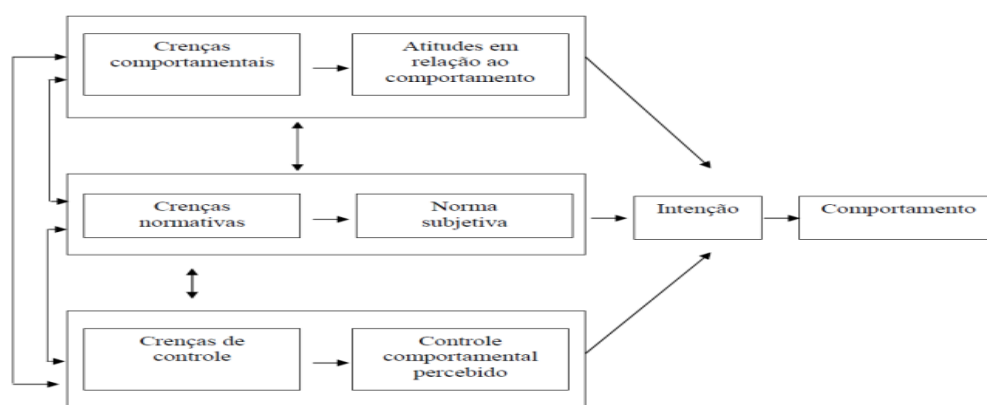 Crenças
comportamentais
Atitudes em
relação ao
comportamento
Crenças
normativas
Norma
subjetiva
Intenção
Comportamento
Crenças de
controle
Controle
comportamental
percebido